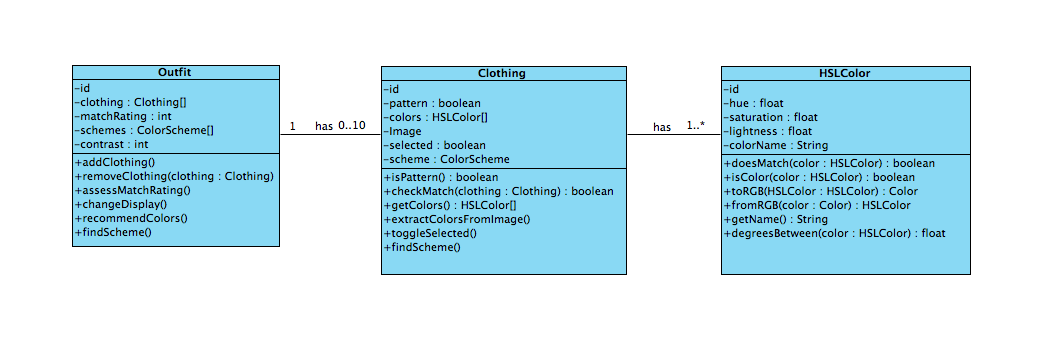 Outfit
-id
-clothing : Clothing[]
-matchRating : int
-schemes : ColorScheme[]
-contrast : int
+addClothing()
+removeClothing(clothing : Clothing)
+assessMatchRating()
+changeDisplay()
+recommendColors()
+findScheme()
1 has 0..10
Clothing
-id
-pattern : boolean
-colors : HSLColor[]
-Image
-selected : boolean
-scheme : ColorScheme
+isPattern() : boolean
+checkMatch(clothing : Clothing) : boolean
+getColors() : HSLColor[]
+extractColorsFromImage()
+toggleSelected()
+findScheme()
has 1..*
HSLColor
-id
-hue : float
-saturation : float
-lightness : float
-colorName : String
+doesMatch(color : HSLColor) : boolean
+isColor(color : HSLColor) : boolean
+toRGB(HSLColor : HSLColor) : Color
+fromRGB(color : Color) : HSLColor
+getName() : String
+degreesBetween(color : HSLColor) : float